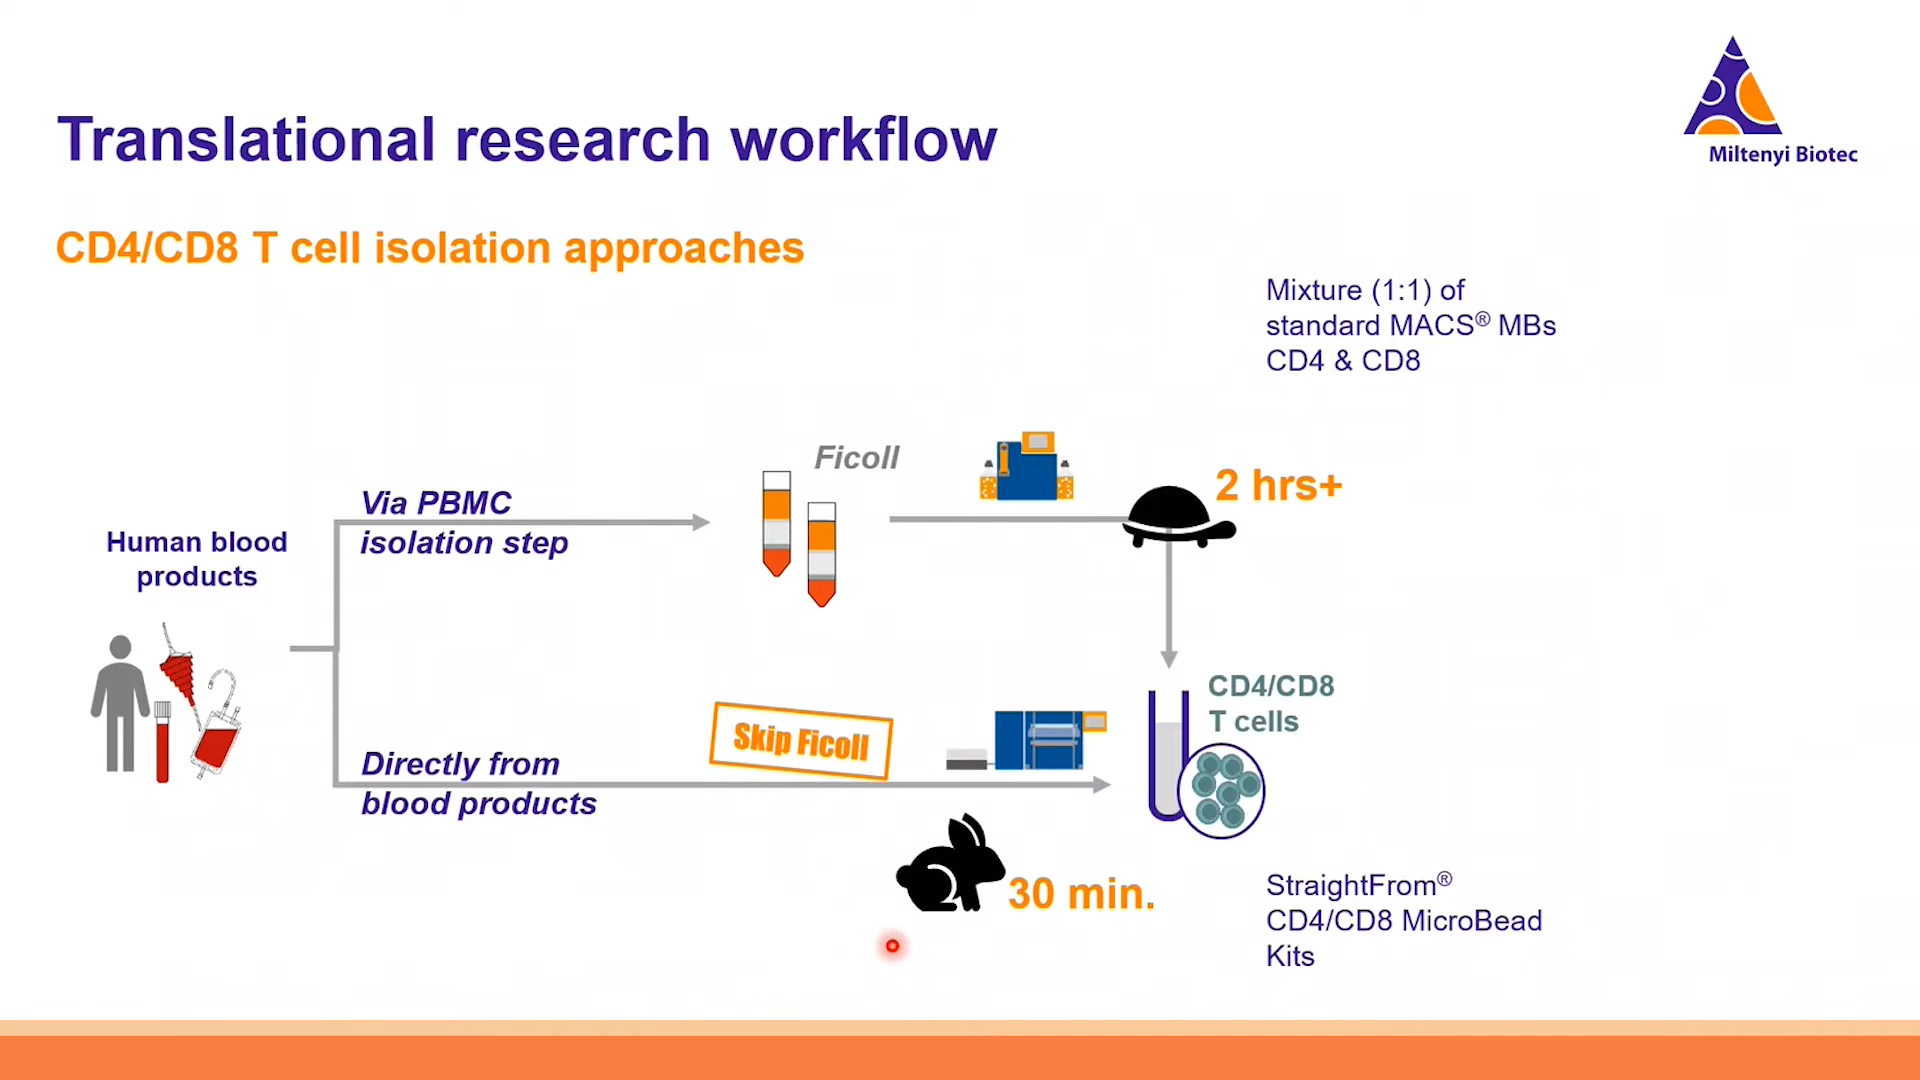 Translational research workflow
Miltenyi Biotec
CD4/CD8 T cell isolation approaches
Mixture (1:1) of
standard MACS® MBs
CD4 & CD8
Ficoll
2 hrs+
Via PBMC
isolation step
Human blood
products
CD4/CD8
T cells
Skip Ficoll
Directly from
blood products
30 min.
StraightFrom®
CD4/CD8 MicroBead
Kits